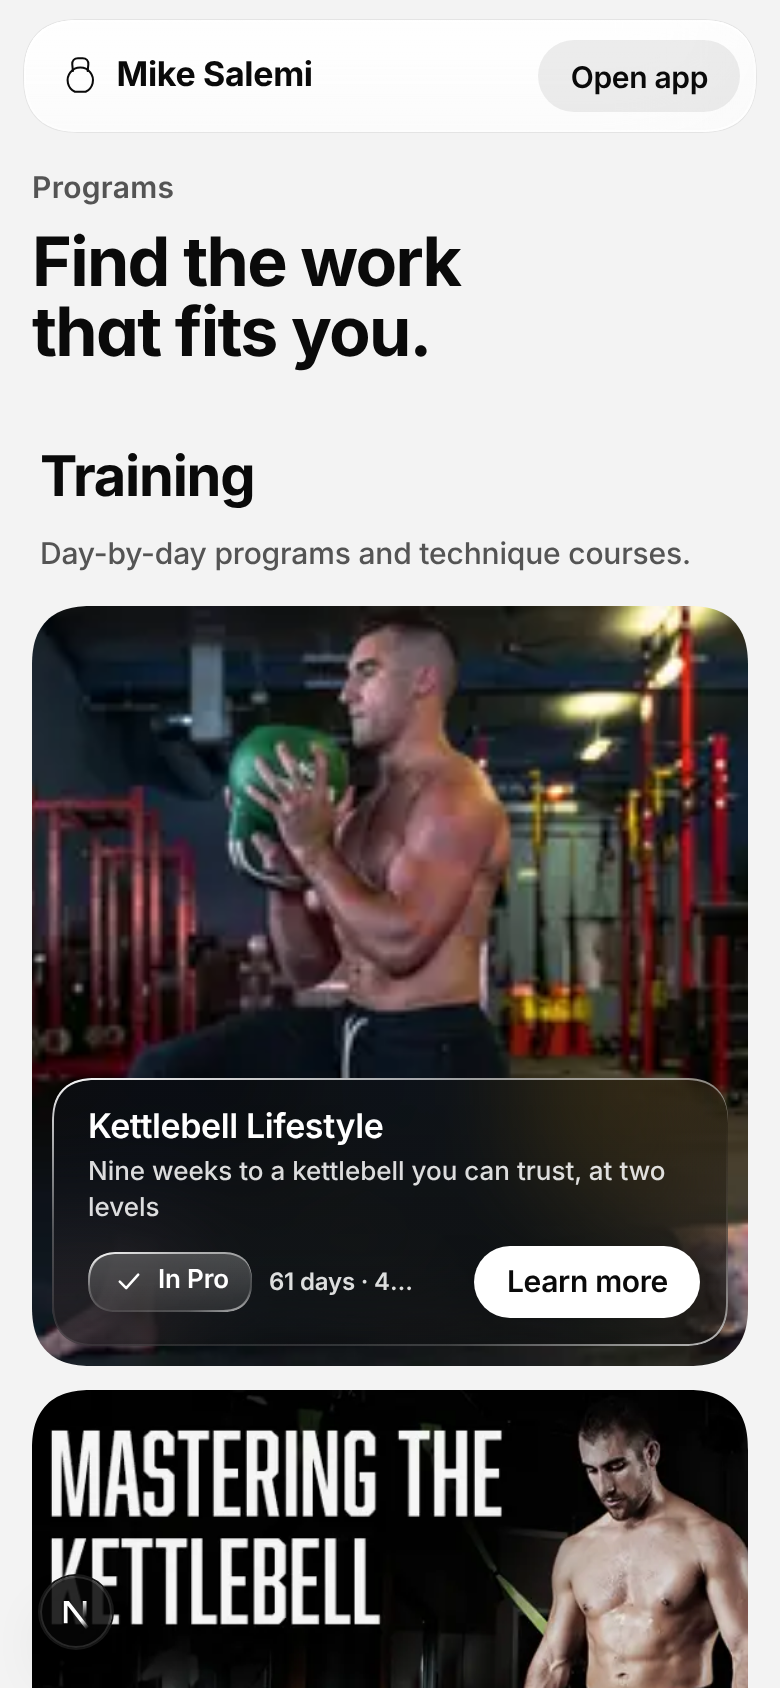 Mike Salemi
Open app
Programs
Find the work
that fits you.
Training
Day-by-day programs and technique courses.
Kettlebell Lifestyle
Nine weeks to a kettlebell you can trust, at two
levels
In Pro
61 days · 4...
Learn more
MASTERING THE
KETTLEBELL
N